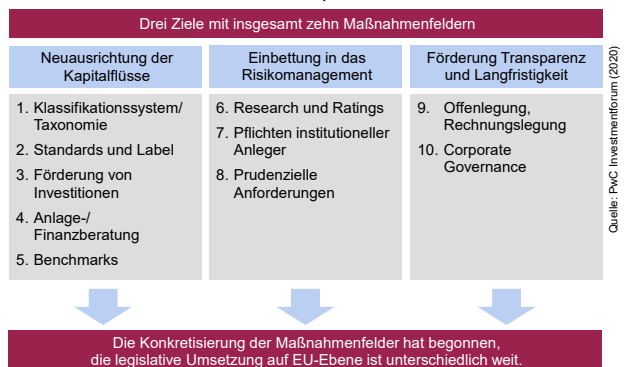 Drei Ziele mit insgesamt zehn Maßnahmenfeldern
Neuausrichtung der
Kapitalflüsse
1. Klassifikationssystem/
Taxonomie
2. Standards und Label
3. Förderung von
Investitionen
4. Anlage-/
Finanzberatung
5. Benchmarks
Einbettung in das
Risikomanagement
6. Research und Ratings
7. Pflichten institutioneller
Anleger
8. Prudenzielle
Anforderungen
Förderung Transparenz
und Langfristigkeit
9. Offenlegung,
Rechnungslegung
10. Corporate
Governance
Quelle: PwC Investmentforum (2020)
Die Konkretisierung der Maßnahmenfelder hat begonnen,
die legislative Umsetzung auf EU-Ebene ist unterschiedlich weit.